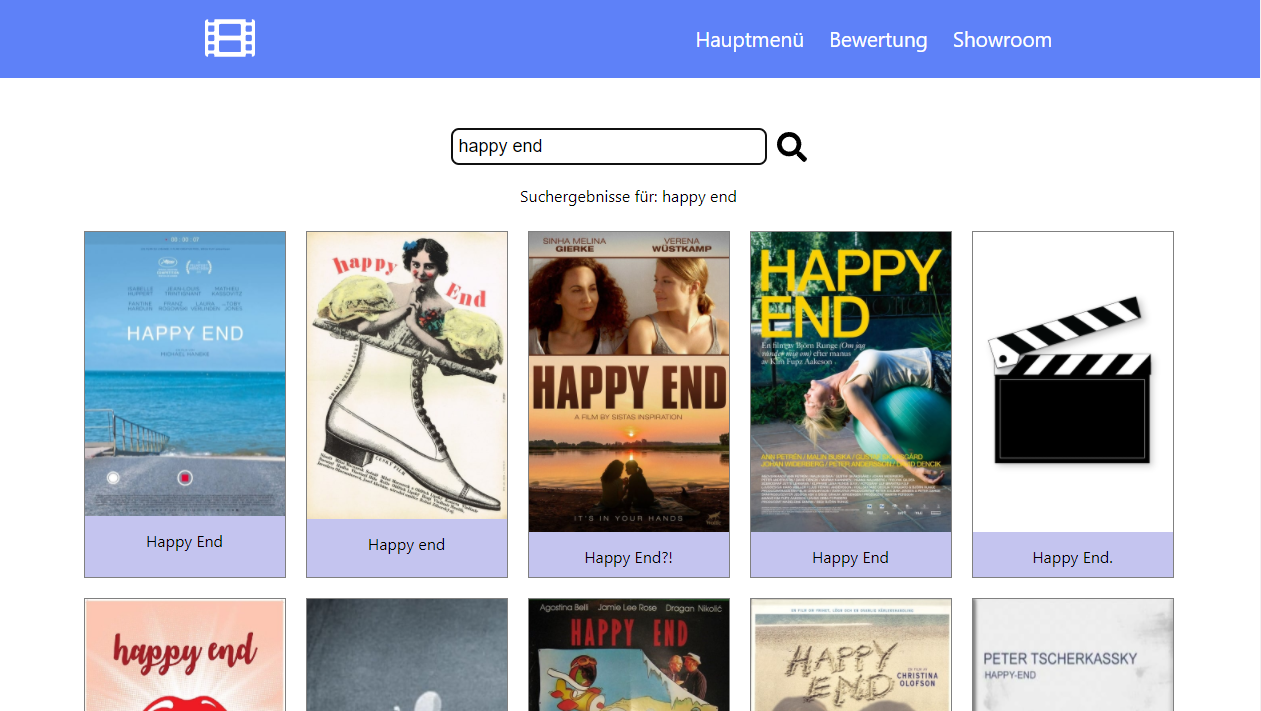 Hauptmenü Bewertung Showroom
happy end
Suchergebnisse für: happy end
HAPPY END
Happy End
happy
End
Happy end
SINHA MELINA GIERKE
VERENA WÜSTKAMP
HAPPY END
A FILM BY SISTAS INSPIRATION
IT'S IN YOUR HANDS
Happy End?!
HAPPY
END
En film av Björn Runge (Om jag
vänder mig om) efter manus
av Kim Fupz Aakeson
Happy End
Happy End.
happy end
Agostina Belli Jamie Lee Rose Dragan Nikolić
HAPPY END
HAPPY
END
EN FILM AV
CHRISTINA
OLOFSON
PETER TSCHERKASSKY
HAPPY-END